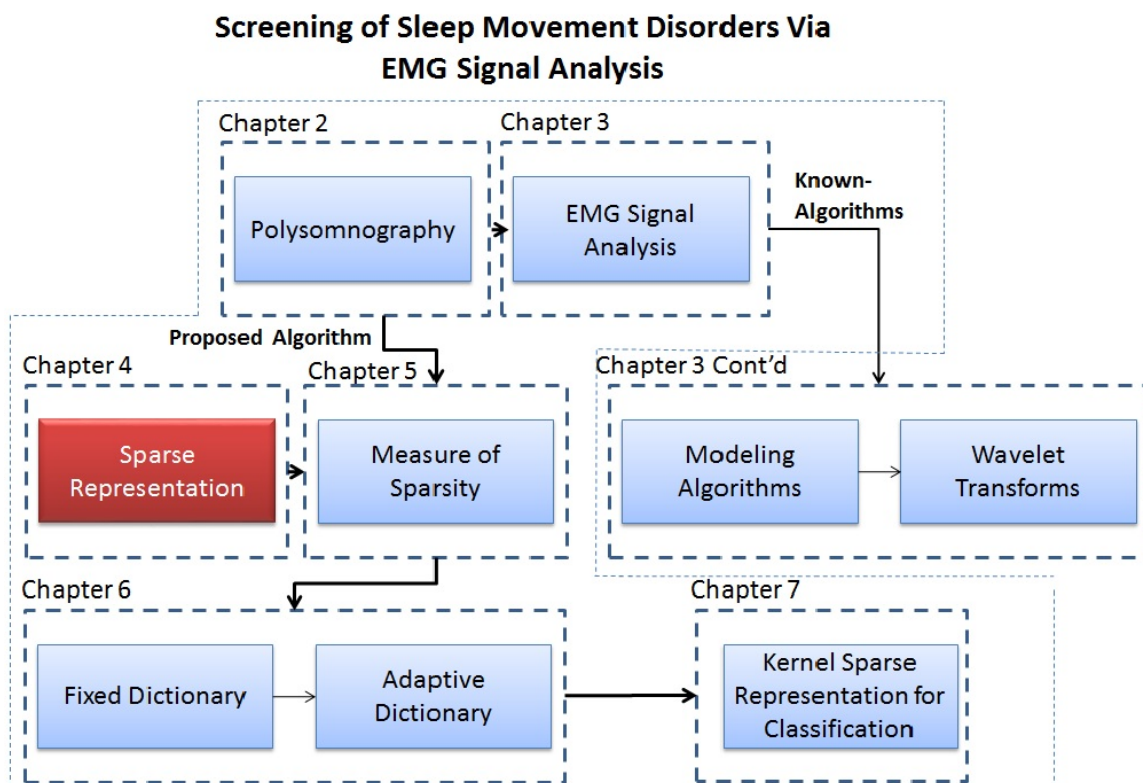 Screening of Sleep Movement Disorders Via
EMG Signal Analysis
Chapter 2
Chapter 3
Polysomnography
EMG Signal
Analysis
Known-
Algorithms
Proposed Algorithm
Chapter 4
Chapter 5
Chapter 3 Cont'd
Sparse
Representation
Measure of
Sparsity
Modeling
Algorithms
Wavelet
Transforms
Chapter 6
Chapter 7
Fixed Dictionary
Adaptive
Dictionary
Kernel Sparse
Representation for
Classification